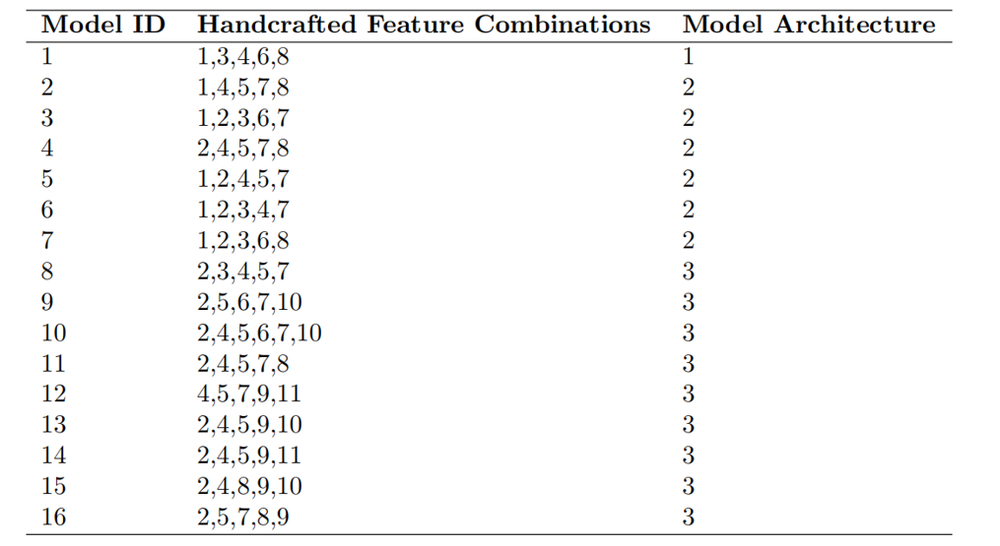 Model ID Handcrafted Feature Combinations Model Architecture
1 1,3,4,6,8 1
2 1,4,5,7,8 2
3 1,2,3,6,7 2
4 2,4,5,7,8 2
5 1,2,4,5,7 2
6 1,2,3,4,7 2
7 1,2,3,6,8 2
8 2,3,4,5,7 3
9 2,5,6,7,10 3
10 2,4,5,6,7,10 3
11 2,4,5,7,8 3
12 4,5,7,9,11 3
13 2,4,5,9,10 3
14 2,4,5,9,11 3
15 2,4,8,9,10 3
16 2,5,7,8,9 3